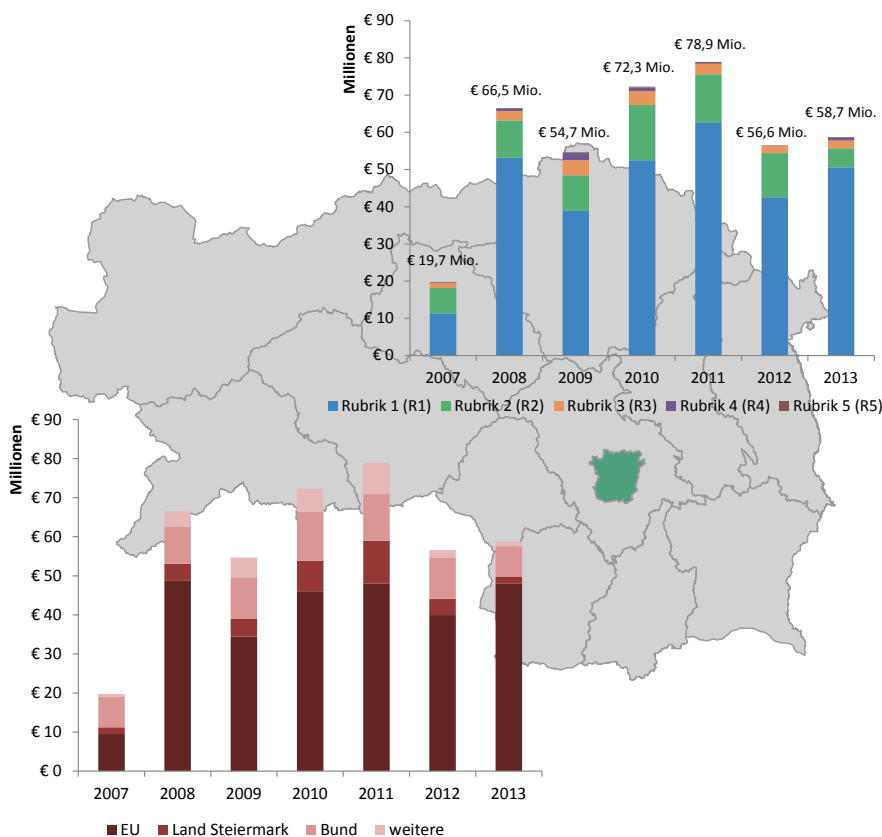 Millionen
€ 90
€ 80
€ 70
€ 60
€ 50
€ 40
€ 30
€ 20
€ 10
€ 0
€ 19,7 Mio.
€ 66,5 Mio.
€ 54,7 Mio.
€ 72,3 Mio.
€ 78,9 Mio.
€ 56,6 Mio.
€ 58,7 Mio.
2007 2008 2009 2010 2011 2012 2013
Rubrik 1 (R1) Rubrik 2 (R2) Rubrik 3 (R3) Rubrik 4 (R4) Rubrik 5 (R5)
Millionen
€ 90
€ 80
€ 70
€ 60
€ 50
€ 40
€ 30
€ 20
€ 10
€ 0
2007 2008 2009 2010 2011 2012 2013
EU Land Steiermark Bund weitere